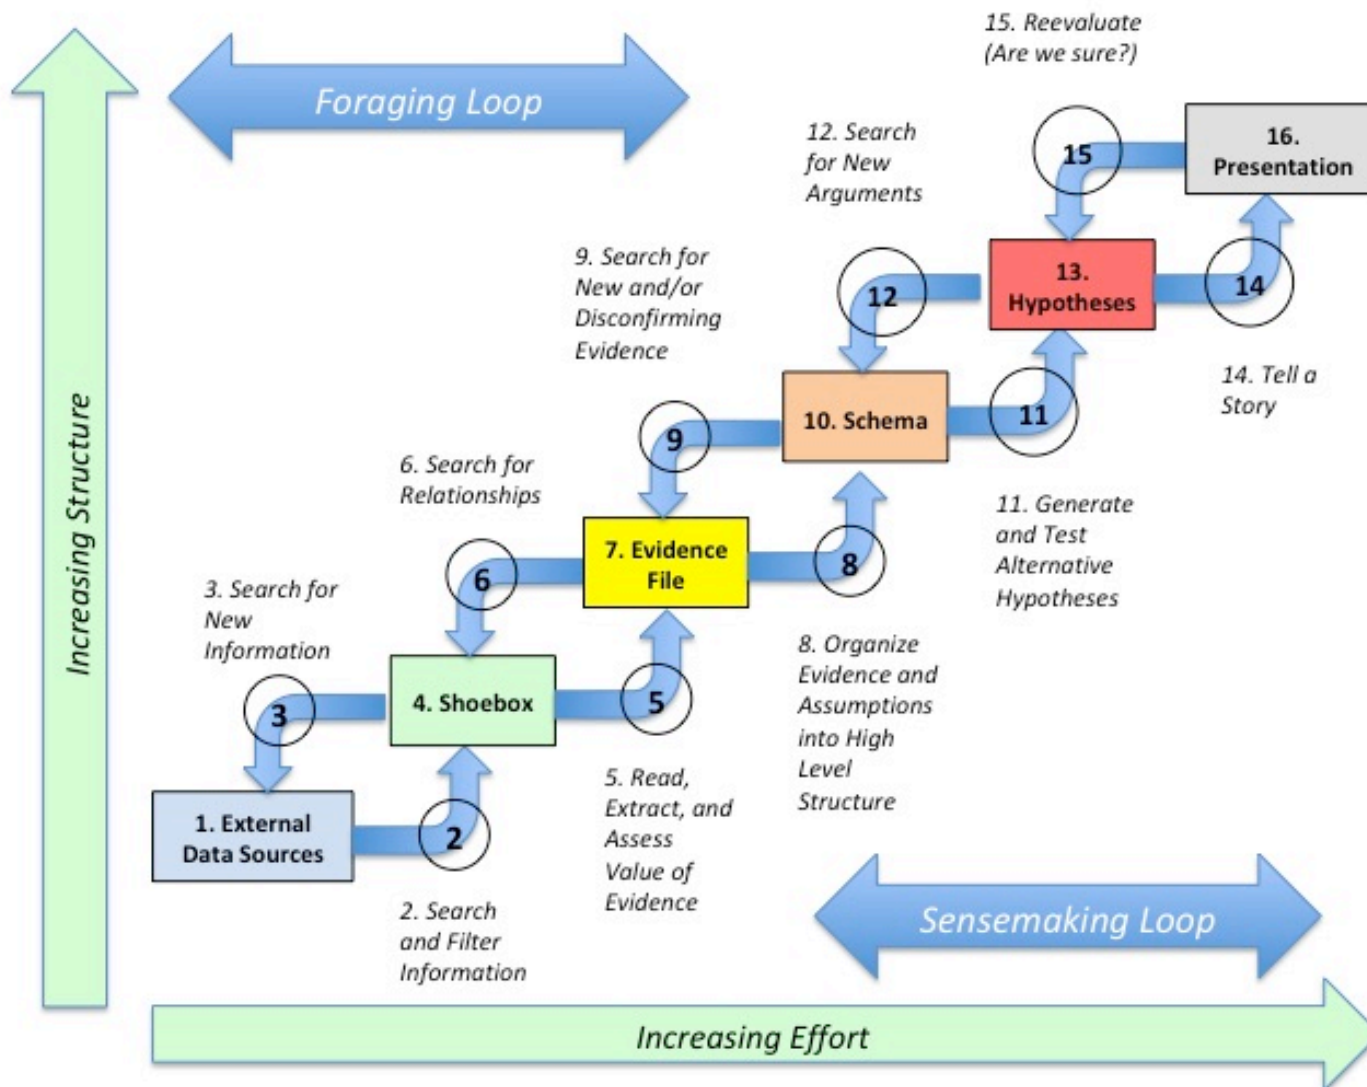 15. Reevaluate
(Are we sure?)
Foraging Loop
12. Search
for New
Arguments
15
16.
Presentation
9. Search for
New and/or
Disconfirming
Evidence
12
13.
Hypotheses
14
14. Tell a
Story
Increasing Structure
6. Search for
Relationships
9
10. Schema
11
11. Generate
and Test
Alternative
Hypotheses
3. Search for
New
Information
6
7. Evidence
File
8
8. Organize
Evidence and
Assumptions
into High
Level
Structure
3
4. Shoebox
5
5. Read,
Extract, and
Assess
Value of
Evidence
1. External
Data Sources
2
2. Search
and Filter
Information
Sensemaking Loop
Increasing Effort